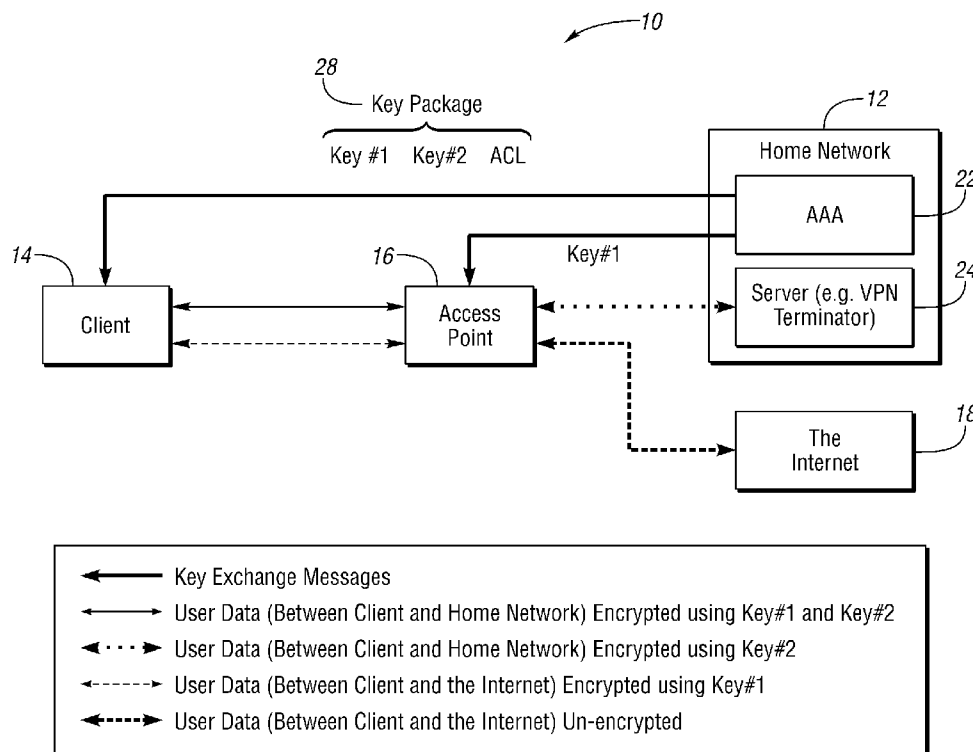 10
28
Key Package
Key #1 Key#2 ACL
12
Home Network
AAA
22
Key#1
14
Client
16
Access
Point
Server (e.g. VPN
Terminator)
24
The
Internet
18
Key Exchange Messages
User Data (Between Client and Home Network) Encrypted using Key#1 and Key#2
User Data (Between Client and Home Network) Encrypted using Key#2
User Data (Between Client and the Internet) Encrypted using Key#1
User Data (Between Client and the Internet) Un-encrypted